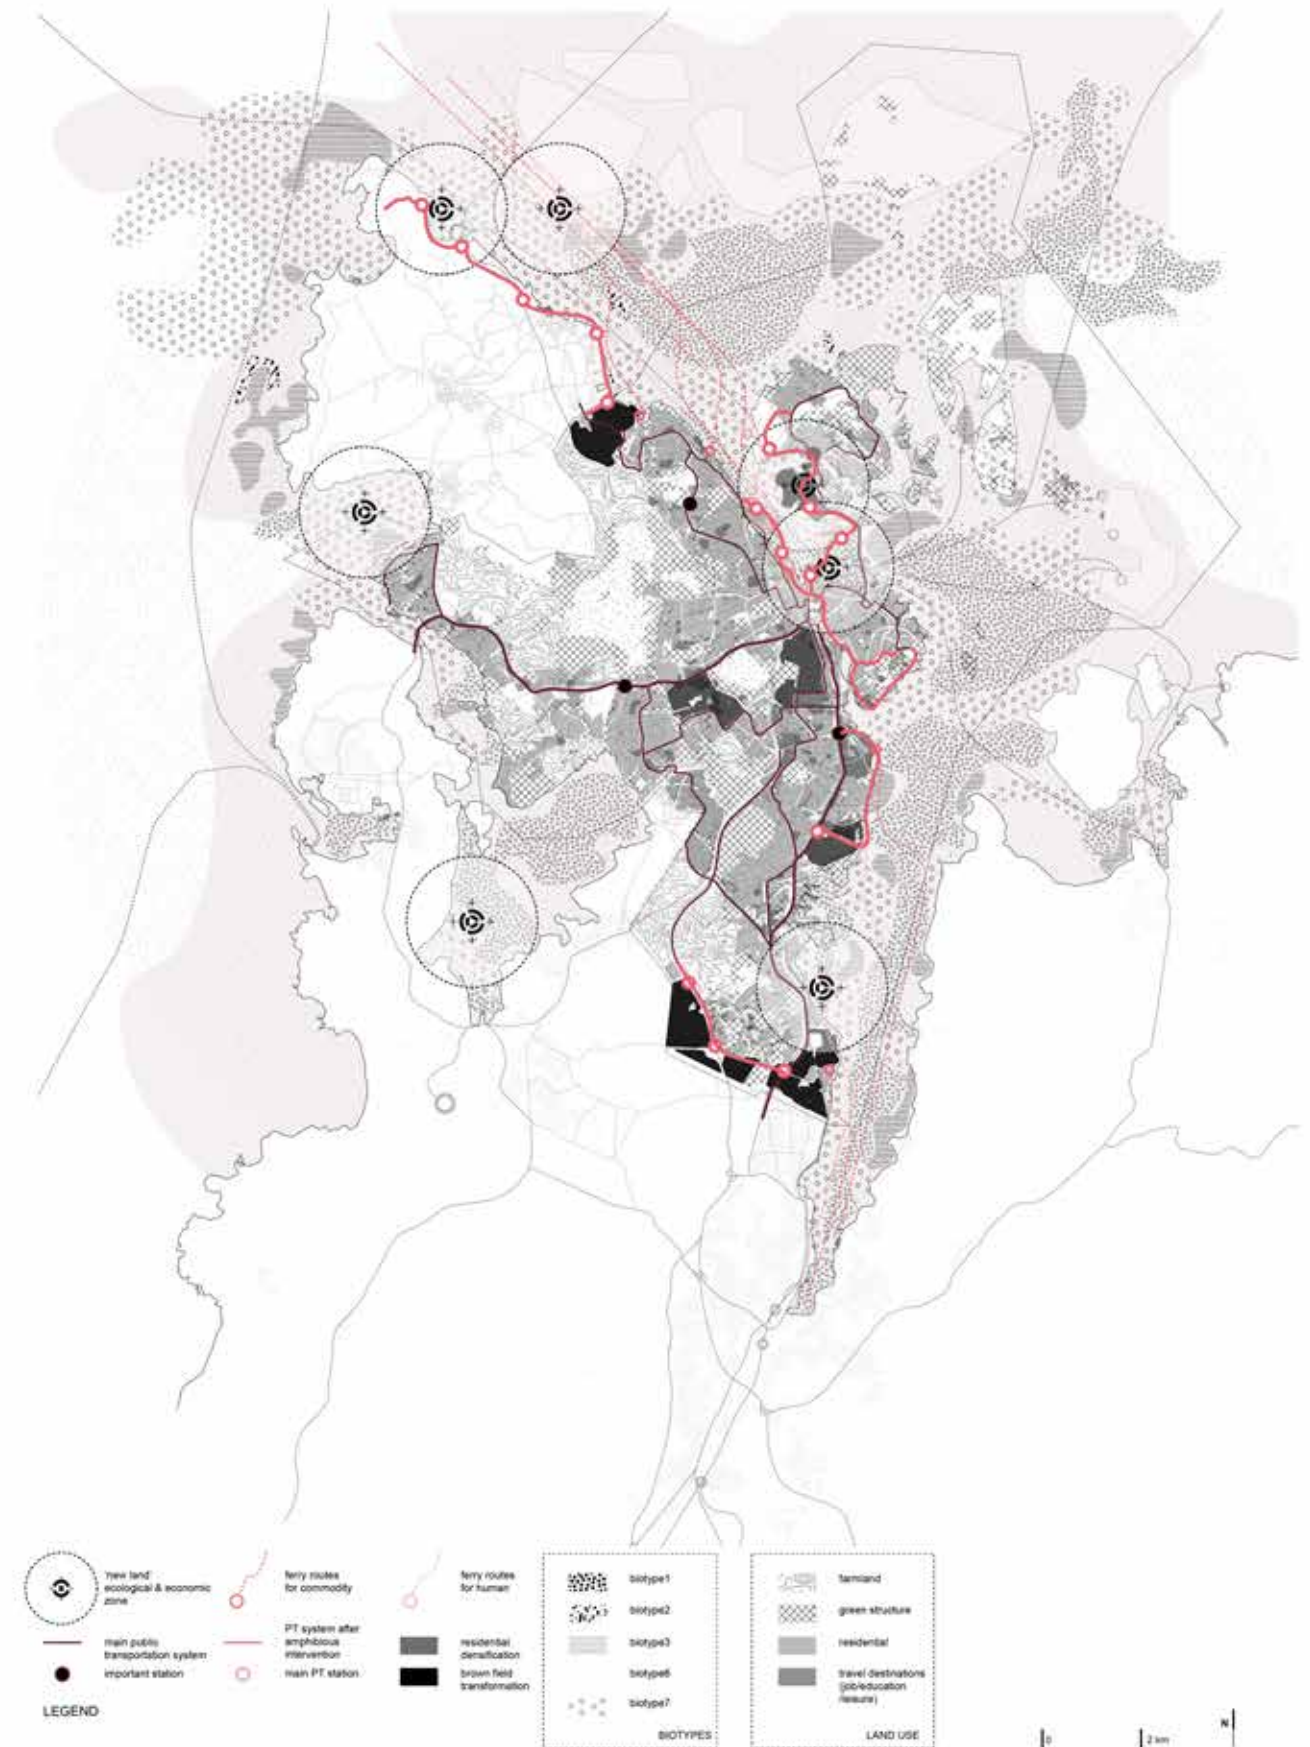 'new land'
ecological & economic
zone
ferry routes
for commodity
ferry routes
for human
main public
transportation system
PT system after
amphibious
intervention
residential
densification
important station
main PT station
brown field
transformation
LEGEND
biotype1
biotype2
biotype3
biotype6
biotype7
BIOTYPES
farmland
green structure
residential
travel destinations
(job/education
/leisure)
LAND USE
0
2 km
N